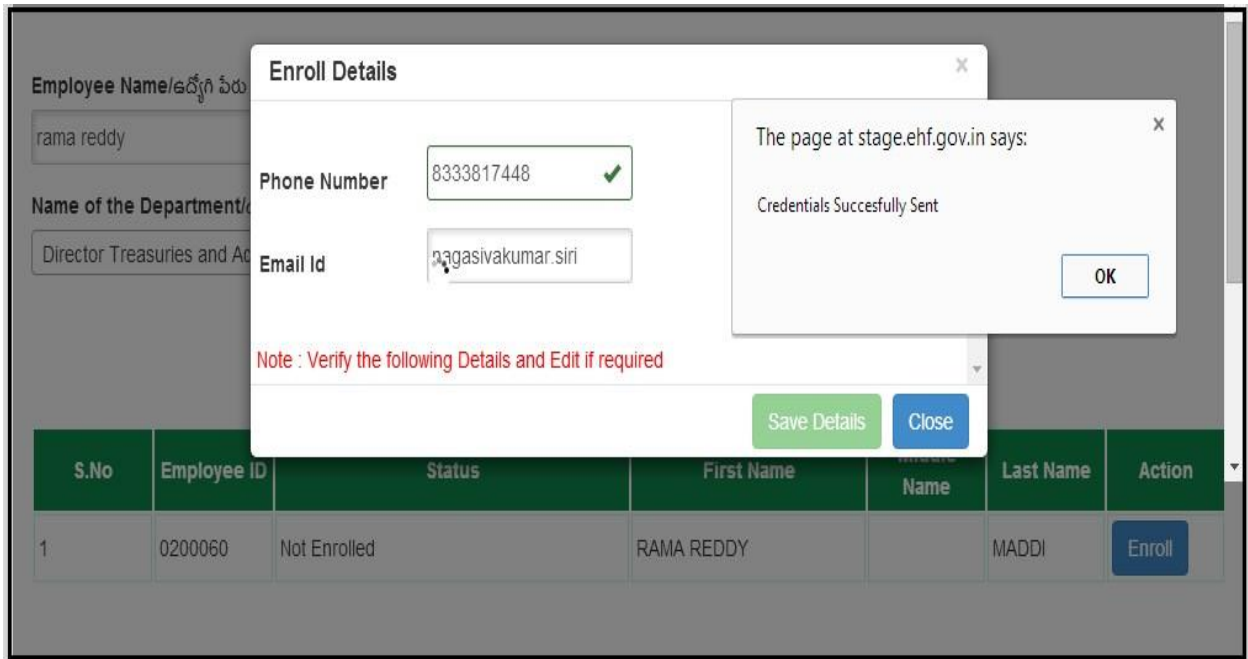 Employee Name/ఉద్యోగి పేరు
rama reddy
Name of the Department/
Director Treasuries and Ac
Enroll Details
x
Phone Number
8333817448
Email Id
nagasivakumar.siri
Note : Verify the following Details and Edit if required
Save Details
Close
The page at stage.ehf.gov.in says:
x
Credentials Succesfully Sent
OK
S.No Employee ID Status First Name Middle Name Last Name Action
1 0200060 Not Enrolled RAMA REDDY MADDI Enroll